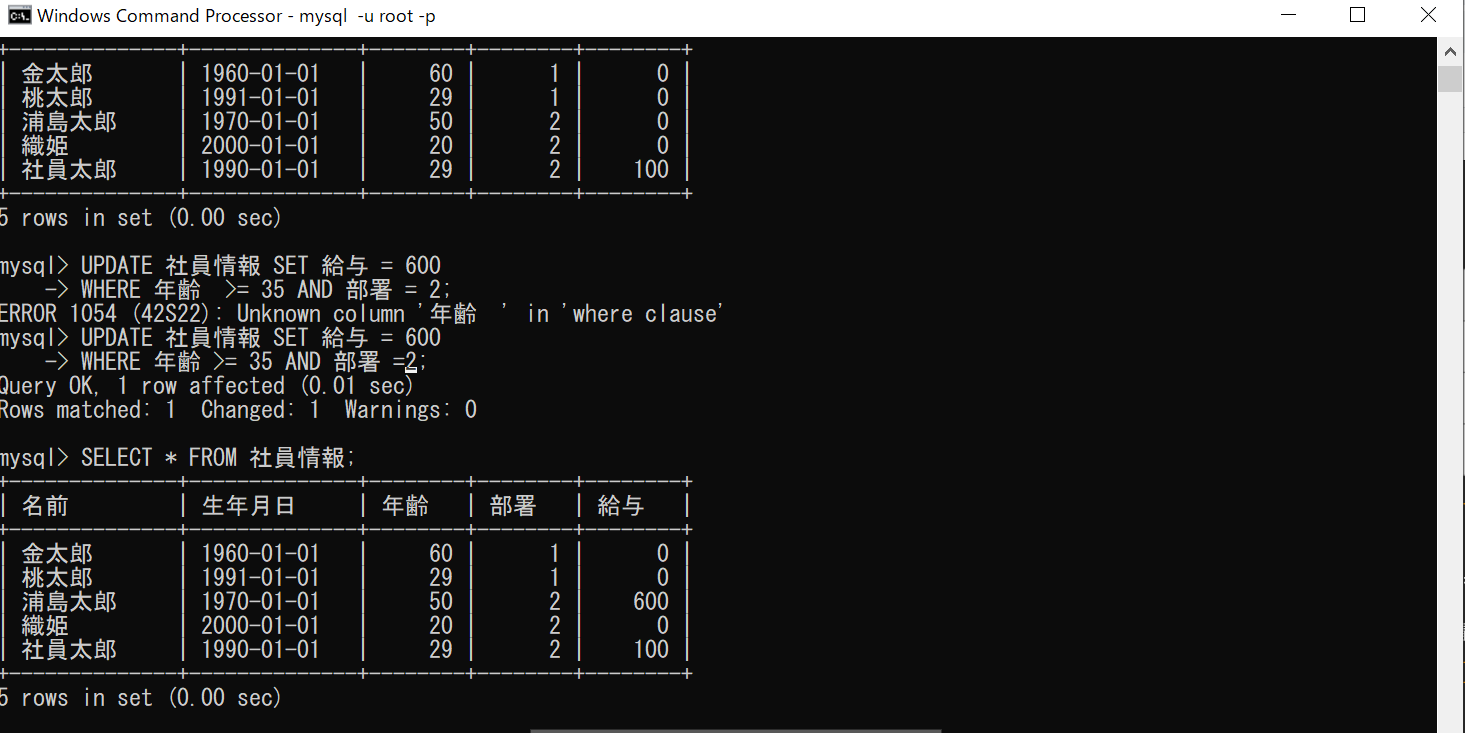 Windows Command Processor - mysql  -u root -p
+--------------+--------------+--------+--------+--------+
| 金太郎       | 1960-01-01   |     60 |      1 |      0 |
| 桃太郎       | 1991-01-01   |     29 |      1 |      0 |
| 浦島太郎     | 1970-01-01   |     50 |      2 |      0 |
| 織姫         | 2000-01-01   |     20 |      2 |      0 |
| 社員太郎     | 1990-01-01   |     29 |      2 |    100 |
+--------------+--------------+--------+--------+--------+
5 rows in set (0.00 sec)
mysql> UPDATE 社員情報 SET 給与 = 600
    -> WHERE 年齢　>= 35 AND 部署 = 2;
ERROR 1054 (42S22): Unknown column '年齢　' in 'where clause'
mysql> UPDATE 社員情報 SET 給与 = 600
    -> WHERE 年齢 >= 35 AND 部署 =2;
Query OK, 1 row affected (0.01 sec)
Rows matched: 1  Changed: 1  Warnings: 0
mysql> SELECT * FROM 社員情報;
+--------------+--------------+--------+--------+--------+
| 名前         | 生年月日     | 年齢   | 部署   | 給与   |
+--------------+--------------+--------+--------+--------+
| 金太郎       | 1960-01-01   |     60 |      1 |      0 |
| 桃太郎       | 1991-01-01   |     29 |      1 |      0 |
| 浦島太郎     | 1970-01-01   |     50 |      2 |    600 |
| 織姫         | 2000-01-01   |     20 |      2 |      0 |
| 社員太郎     | 1990-01-01   |     29 |      2 |    100 |
+--------------+--------------+--------+--------+--------+
5 rows in set (0.00 sec)